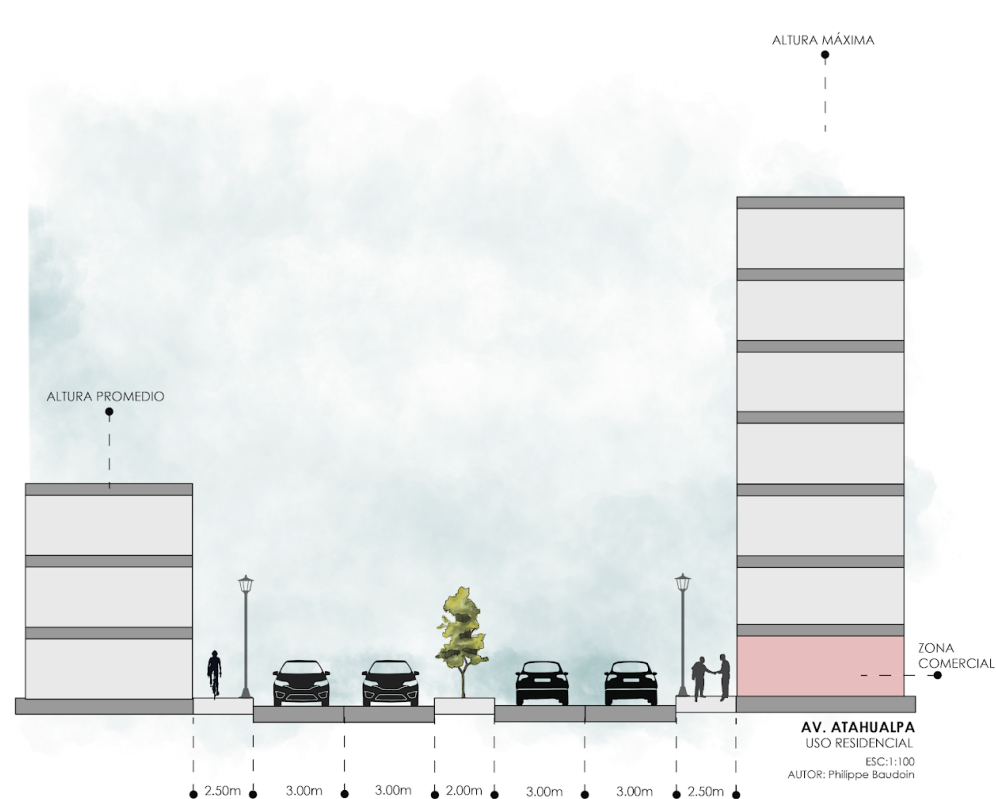 ALTURA MÁXIMA
ALTURA PROMEDIO
ZONA
COMERCIAL
AV. ATAHUALPA
USO RESIDENCIAL
ESC:1:100
AUTOR: Philippe Baudoin
2.50m 3.00m 3.00m 2.00m 3.00m 3.00m 2.50m